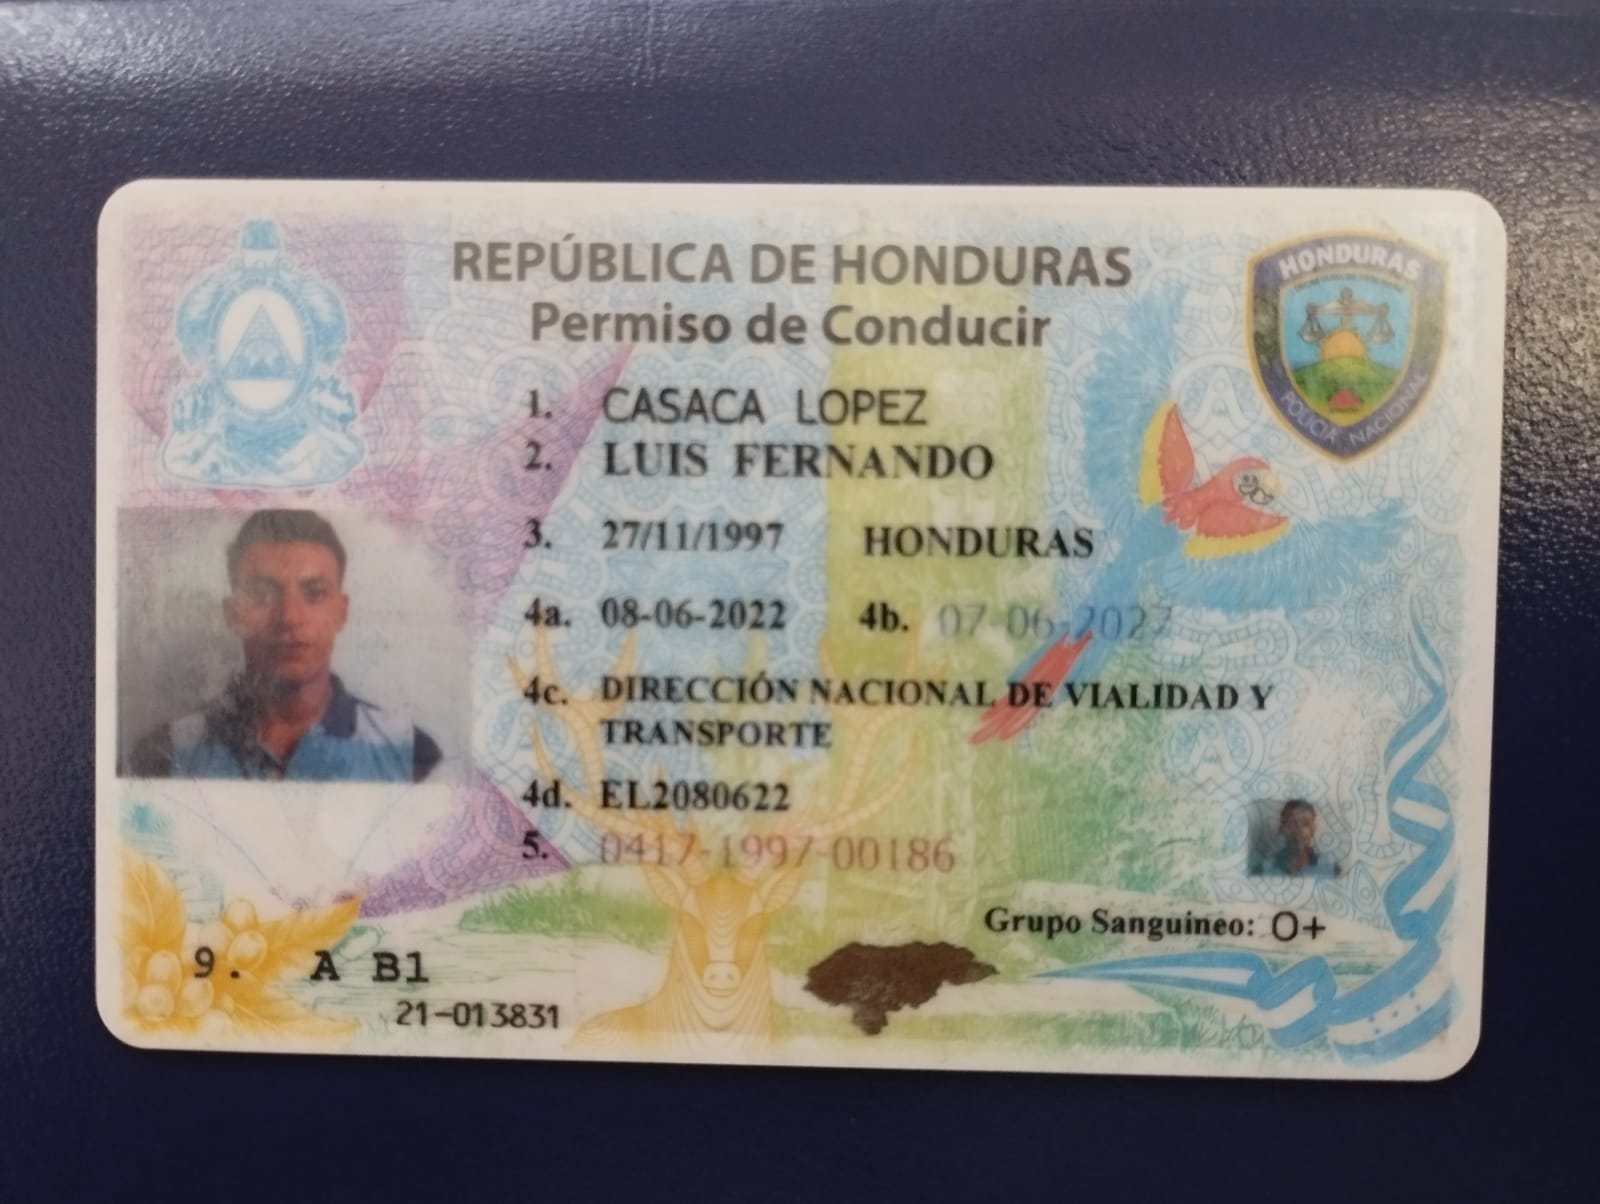 REPÚBLICA DE HONDURAS
Permiso de Conducir
HONDURAS
POLICIA NACIONAL
1. CASACA LOPEZ
2. LUIS FERNANDO
3. 27/11/1997 HONDURAS
4a. 08-06-2022 4b. 07-06-2027
4c. DIRECCIÓN NACIONAL DE VIALIDAD Y
TRANSPORTE
4d. EL2080622
5. 0417-1997-00186
Grupo Sanguineo: O+
9. A B1
21-013831